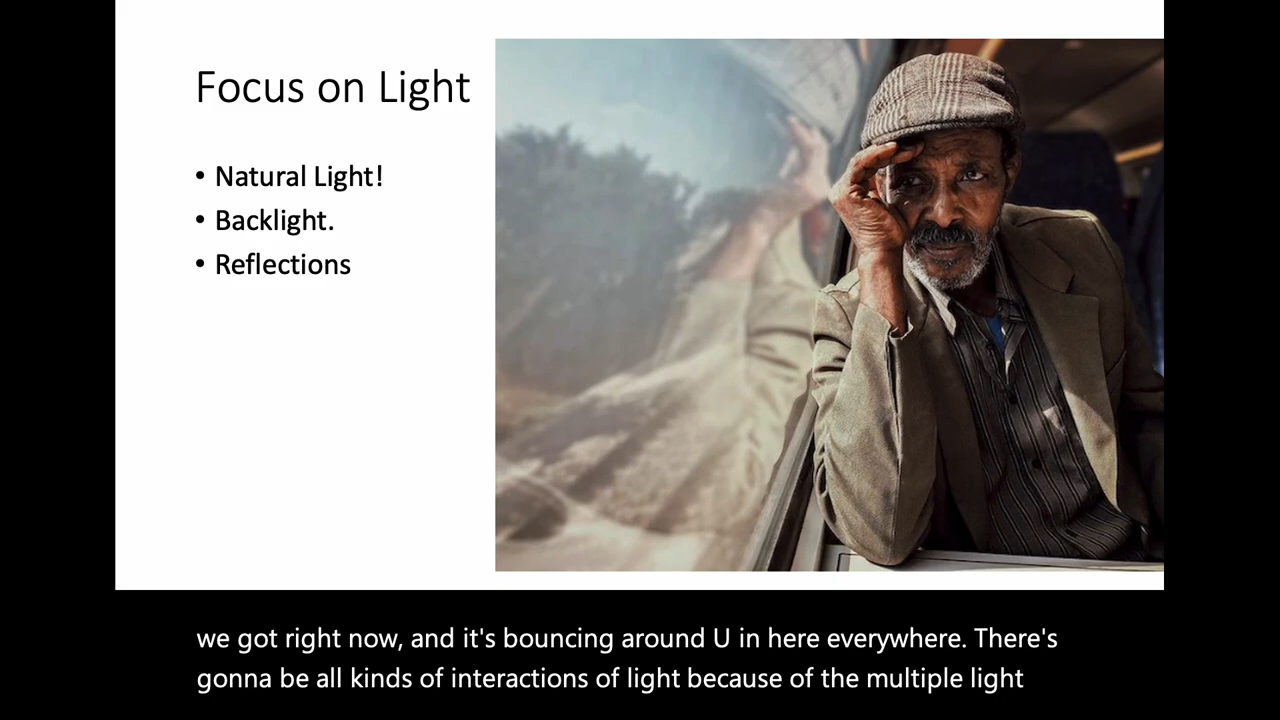 Focus on Light
• Natural Light!
• Backlight.
• Reflections
we got right now, and it's bouncing around U in here everywhere. There's
gonna be all kinds of interactions of light because of the multiple light